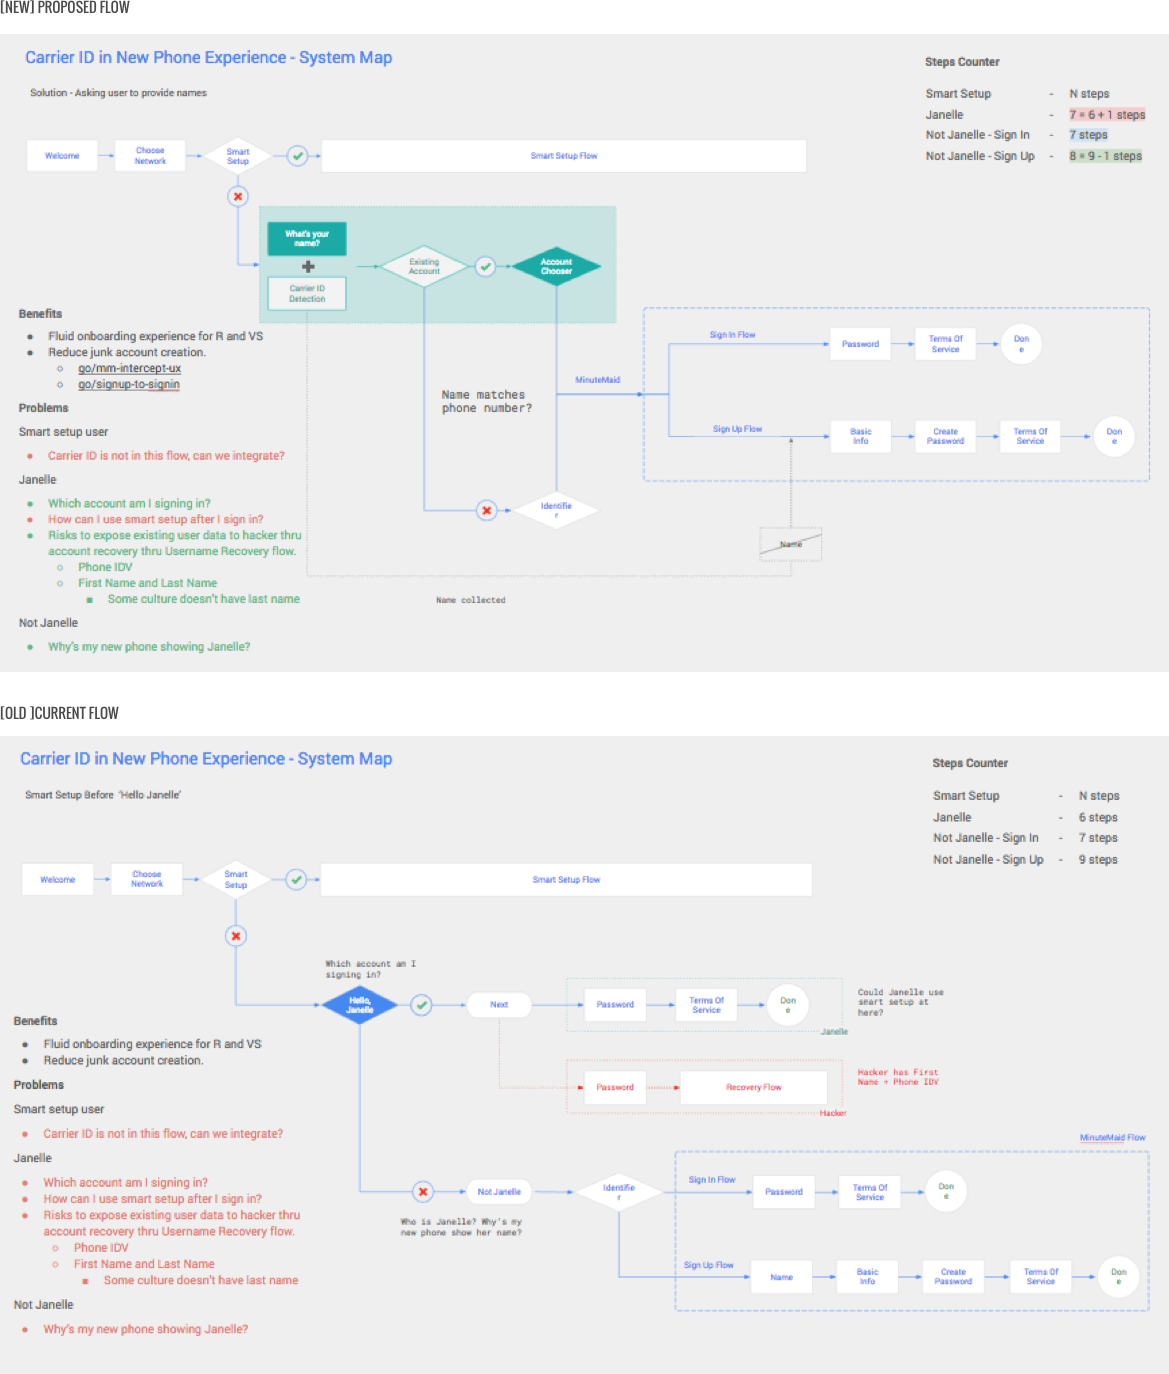 [NEW] PROPOSED FLOW
Carrier ID in New Phone Experience - System Map
Solution - Asking user to provide names
Steps Counter
Smart Setup - N steps
Janelle - 7 = 6 + 1 steps
Not Janelle - Sign In - 7 steps
Not Janelle - Sign Up - 8 = 9 - 1 steps
Welcome
Choose
Network
Smart
Setup
Smart Setup Flow
What's your
name?
Carrier ID
Detection
Existing
Account
Account
Chooser
Benefits
● Fluid onboarding experience for R and VS
● Reduce junk account creation.
○ go/mm-intercept-ux
○ go/signup-to-signin
Problems
Smart setup user
● Carrier ID is not in this flow, can we integrate?
Janelle
● Which account am I signing in?
● How can I use smart setup after I sign in?
● Risks to expose existing user data to hacker thru
account recovery thru Username Recovery flow.
○ Phone IDV
○ First Name and Last Name
■ Some culture doesn't have last name
Not Janelle
● Why's my new phone showing Janelle?
Name matches
phone number?
MinuteMaid
Sign In Flow
Password
Terms Of
Service
Don
e
Sign Up Flow
Basic
Info
Create
Password
Terms Of
Service
Don
e
Identifie
r
Name
Name collected
[OLD ]CURRENT FLOW
Carrier ID in New Phone Experience - System Map
Smart Setup Before 'Hello Janelle'
Steps Counter
Smart Setup - N steps
Janelle - 6 steps
Not Janelle - Sign In - 7 steps
Not Janelle - Sign Up - 9 steps
Welcome
Choose
Network
Smart
Setup
Smart Setup Flow
Which account am I
signing in?
Hello,
Janelle
Next
Password
Terms Of
Service
Don
e
Janelle
Could Janelle use
smart setup at
here?
Password
Recovery Flow
Hacker
Hacker has First
Name + Phone IDV
Benefits
● Fluid onboarding experience for R and VS
● Reduce junk account creation.
Problems
Smart setup user
● Carrier ID is not in this flow, can we integrate?
Janelle
● Which account am I signing in?
● How can I use smart setup after I sign in?
● Risks to expose existing user data to hacker thru
account recovery thru Username Recovery flow.
○ Phone IDV
○ First Name and Last Name
■ Some culture doesn't have last name
Not Janelle
● Why's my new phone showing Janelle?
MinuteMaid Flow
Not Janelle
Who is Janelle? Why's my
new phone show her name?
Identifie
r
Sign In Flow
Password
Terms Of
Service
Don
e
Sign Up Flow
Name
Basic
Info
Create
Password
Terms Of
Service
Don
e